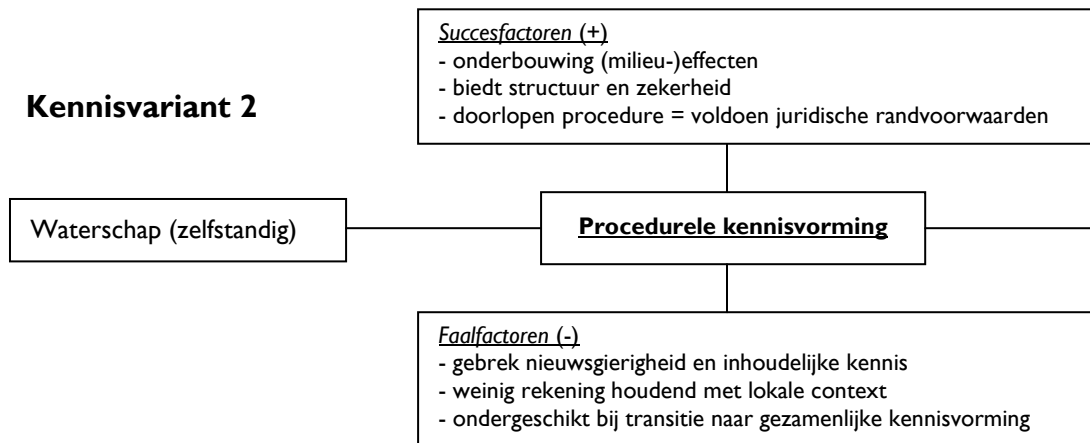 Succesfactoren (+)
- onderbouwing (milieu-)effecten
- biedt structuur en zekerheid
- doorlopen procedure = voldoen juridische randvoorwaarden
Kennisvariant 2
Waterschap (zelfstandig)
Procedurele kennisvorming
Faalfactoren (-)
- gebrek nieuwsgierigheid en inhoudelijke kennis
- weinig rekening houdend met lokale context
- ondergeschikt bij transitie naar gezamenlijke kennisvorming